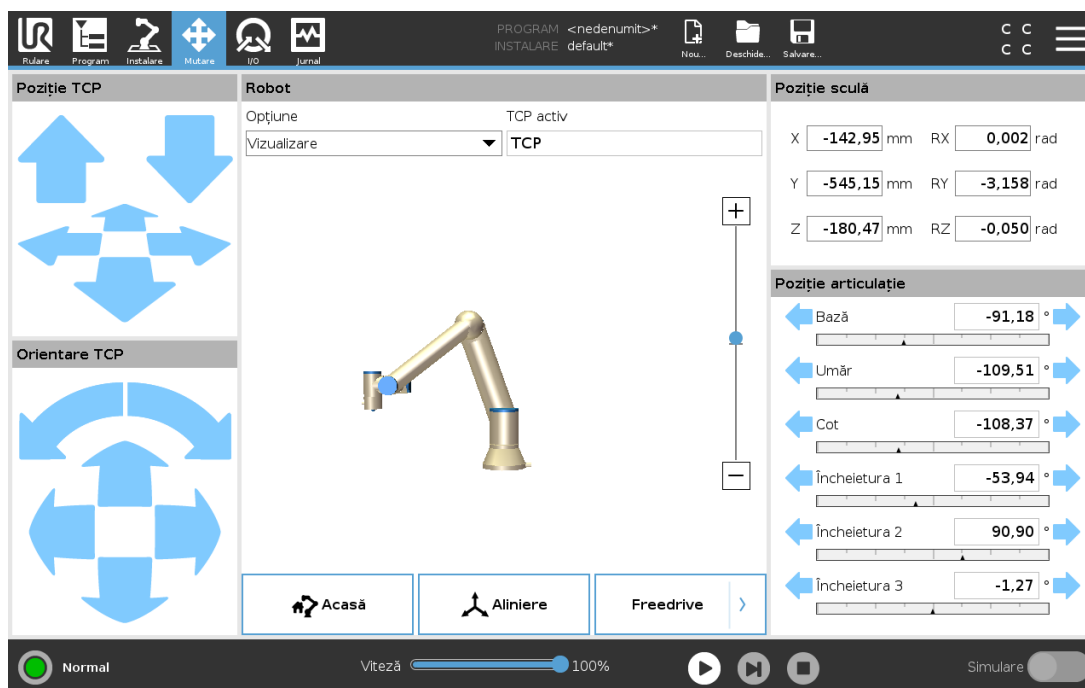 UR
Rulare
Program
Instalare
Mutare
I/O
Jurnal
PROGRAM <nedenumit>*
INSTALARE default*
Nou...
Deschide...
Salvare...
C C
C C
Poziție TCP
Orientare TCP
Robot
Opțiune
TCP activ
Vizualizare
TCP
+
−
Acasă
Aliniere
Freedrive
Poziție sculă
X -142,95 mm RX 0,002 rad
Y -545,15 mm RY -3,158 rad
Z -180,47 mm RZ -0,050 rad
Poziție articulație
Bază -91,18 °
Umăr -109,51 °
Cot -108,37 °
Încheietura 1 -53,94 °
Încheietura 2 90,90 °
Încheietura 3 -1,27 °
Normal
Viteză 100%
Simulare